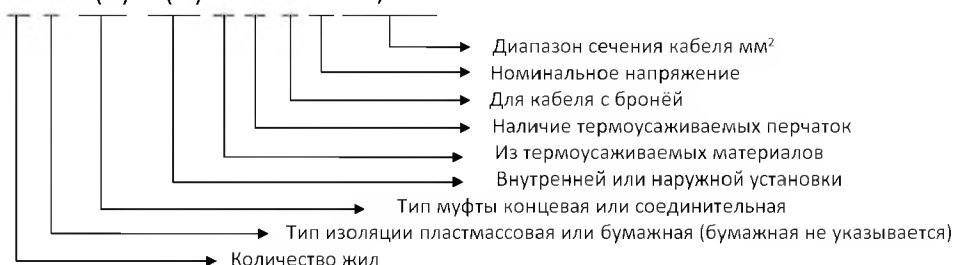 Диапазон сечения кабеля мм²
Номинальное напряжение
Для кабеля с бронёй
Наличие термоусаживаемых перчаток
Из термоусаживаемых материалов
Внутренней или наружной установки
Тип муфты концевая или соединительная
Тип изоляции пластмассовая или бумажная (бумажная не указывается)
Количество жил